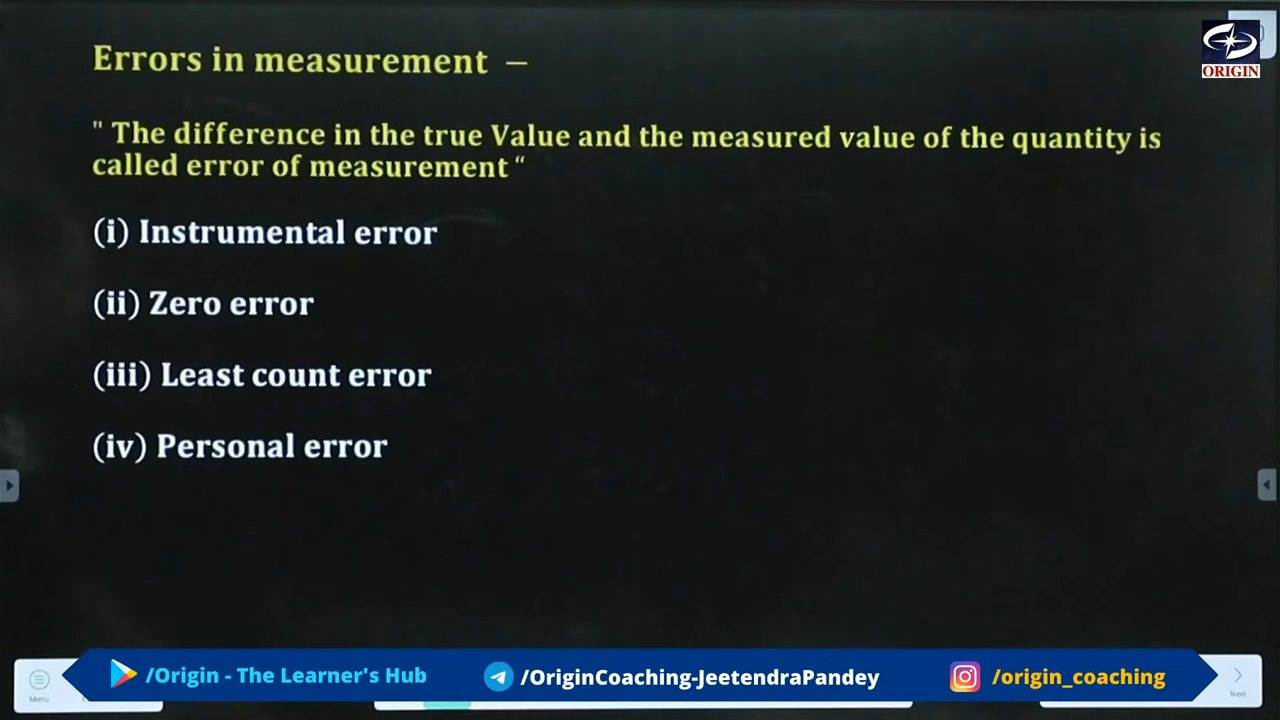 Errors in measurement –
" The difference in the true Value and the measured value of the quantity is
called error of measurement “
(i) Instrumental error
(ii) Zero error
(iii) Least count error
(iv) Personal error
ORIGIN
Menu
/Origin - The Learner's Hub
/OriginCoaching-JeetendraPandey
/origin_coaching
Next